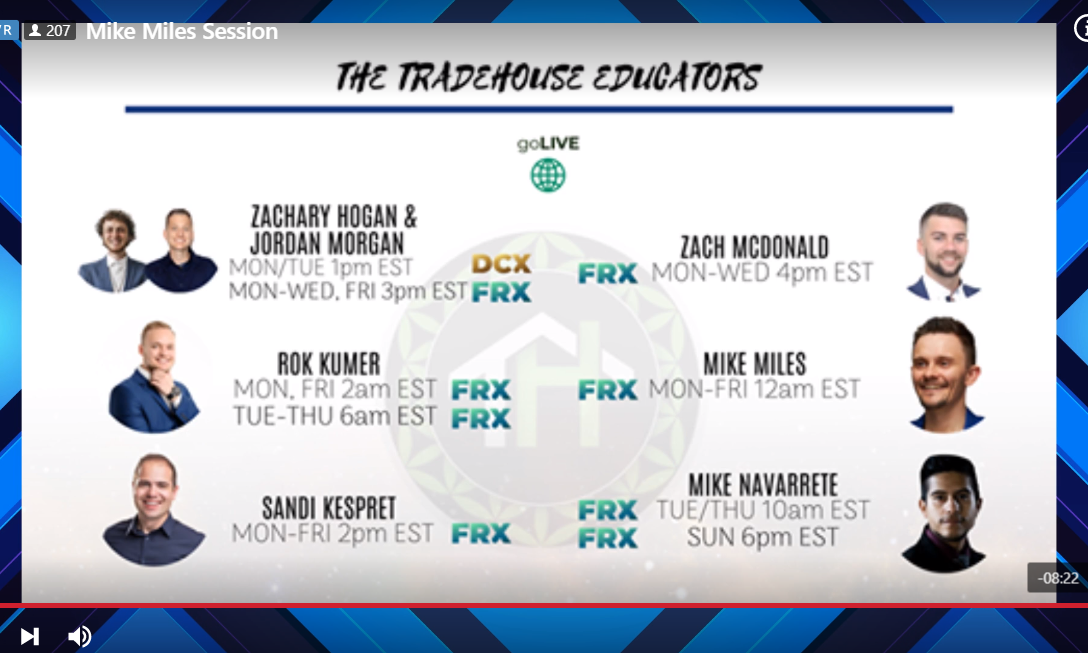 R
207
Mike Miles Session
THE TRADEHOUSE EDUCATORS
goLIVE
ZACHARY HOGAN &
JORDAN MORGAN
MON/TUE 1pm EST DCX
MON-WED, FRI 3pm EST FRX
ZACH MCDONALD
FRX MON-WED 4pm EST
ROK KUMER
MON, FRI 2am EST FRX
TUE-THU 6am EST FRX
MIKE MILES
FRX MON-FRI 12am EST
SANDI KESPRET
MON-FRI 2pm EST FRX
MIKE NAVARRETE
FRX TUE/THU 10am EST
FRX SUN 6pm EST
-08:22